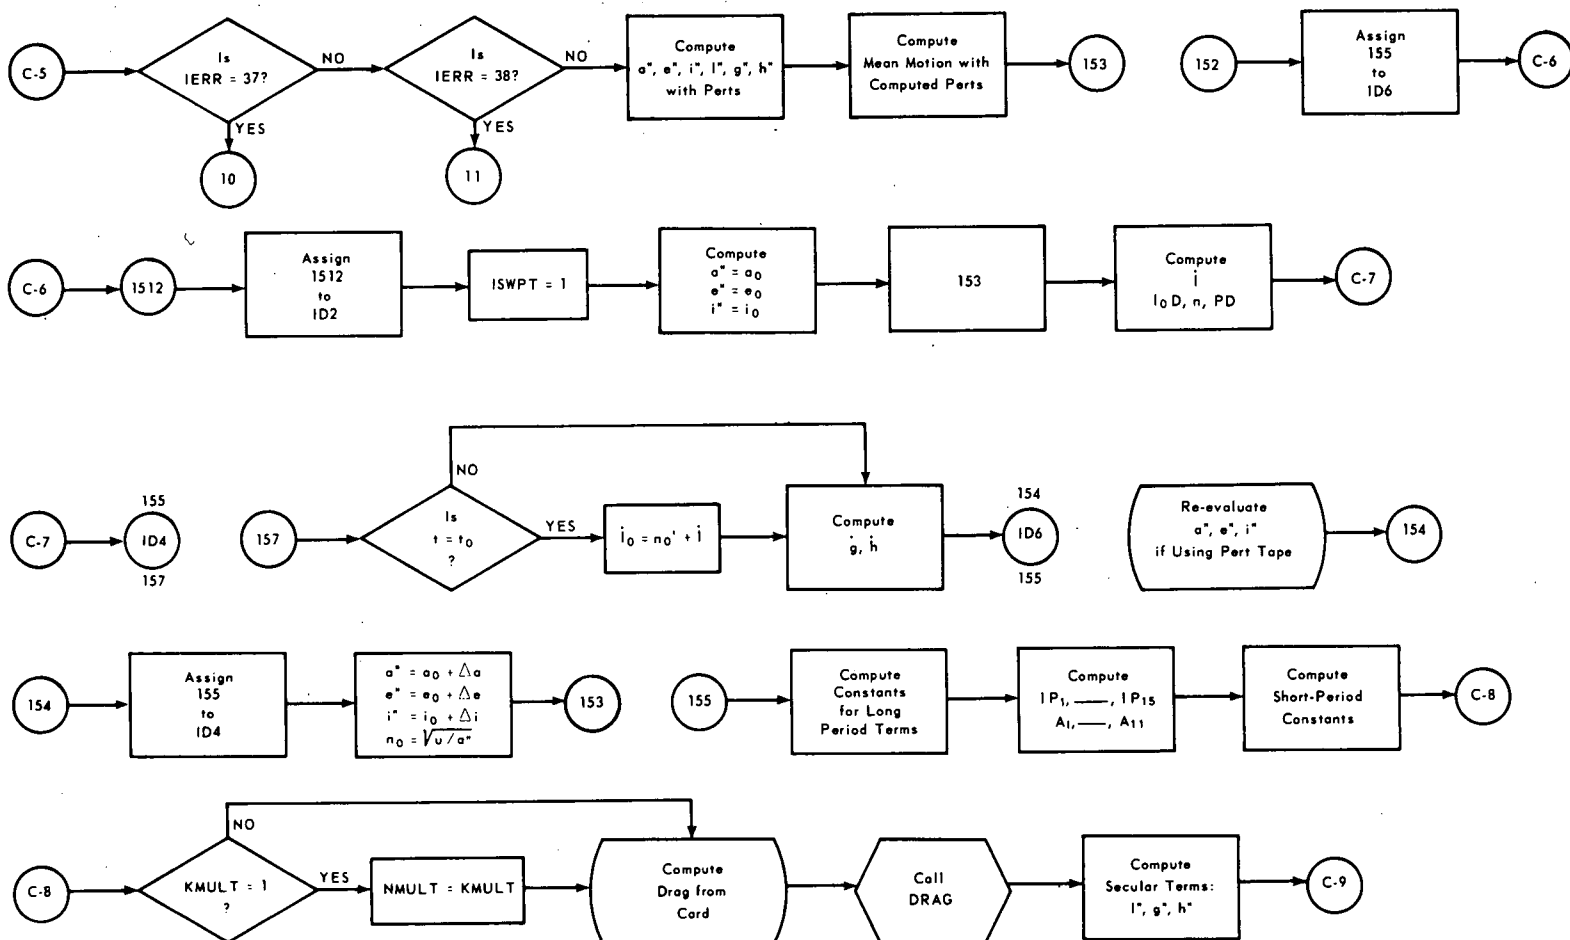 C-5
Is
IERR = 37?
NO
YES
10
Is
IERR = 38?
NO
YES
11
Compute
a", e", i", l", g", h"
with Perts
Compute
Mean Motion with
Computed Perts
153
152
Assign
155
to
ID6
C-6
C-6
1512
Assign
1512
to
ID2
ISWPT = 1
Compute
a" = a₀
e" = e₀
i" = i₀
153
Compute
i
I₀D, n, PD
C-7
C-7
155
ID4
157
157
NO
Is
t = t₀
?
YES
i₀ = n₀' + i
Compute
ġ, ḣ
154
ID6
155
Re-evaluate
a", e", i"
if Using Pert Tape
154
154
Assign
155
to
ID4
a" = a₀ + Δa
e" = e₀ + Δe
i" = i₀ + Δi
n₀ = √u/a"
153
155
Compute
Constants
for Long
Period Terms
Compute
IP₁, —, IP₁₅
A₁, —, A₁₁
Compute
Short-Period
Constants
C-8
C-8
NO
KMULT = 1
?
YES
NMULT = KMULT
Compute
Drag from
Card
Call
DRAG
Compute
Secular Terms:
l", g", h"
C-9